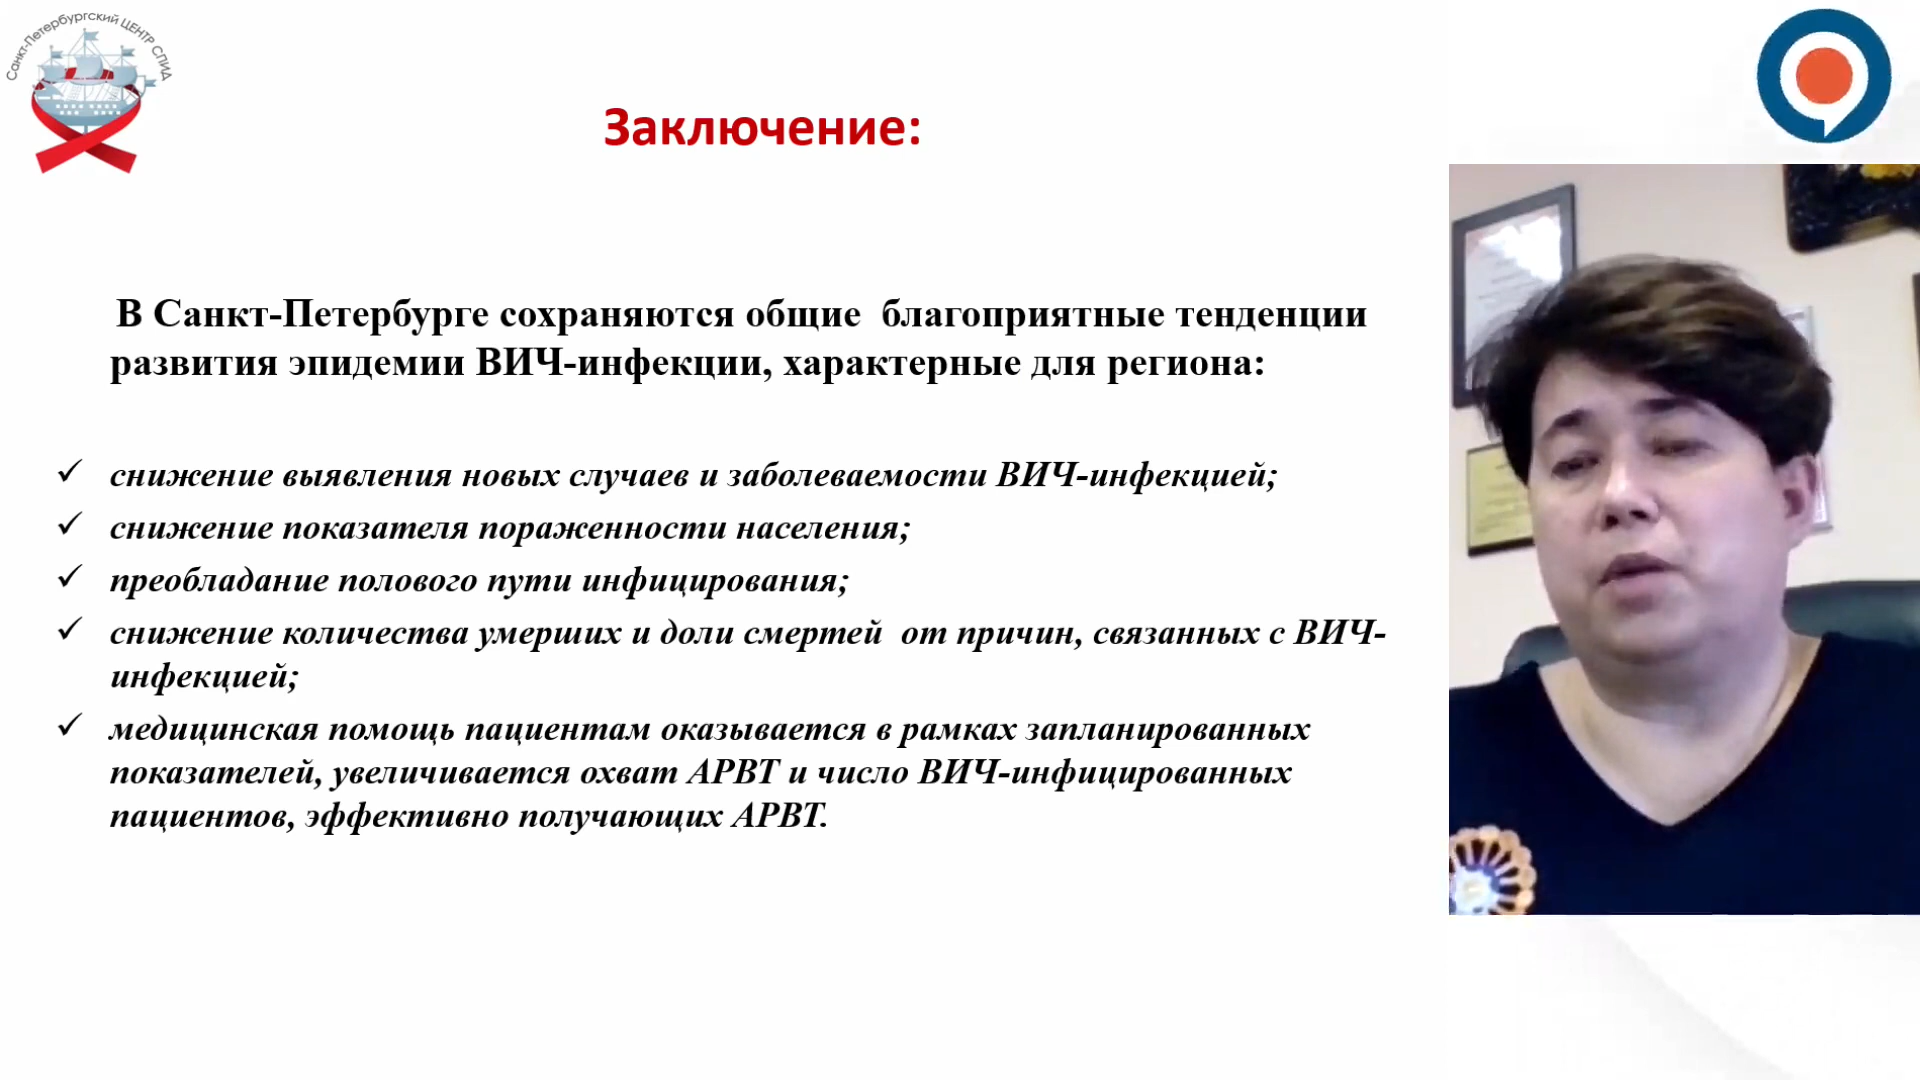 Санкт-Петербургский ЦЕНТР СПИД
Заключение:
В Санкт-Петербурге сохраняются общие благоприятные тенденции
развития эпидемии ВИЧ-инфекции, характерные для региона:
✓ снижение выявления новых случаев и заболеваемости ВИЧ-инфекцией;
✓ снижение показателя пораженности населения;
✓ преобладание полового пути инфицирования;
✓ снижение количества умерших и доли смертей от причин, связанных с ВИЧ-
инфекцией;
✓ медицинская помощь пациентам оказывается в рамках запланированных
показателей, увеличивается охват АРВТ и число ВИЧ-инфицированных
пациентов, эффективно получающих АРВТ.